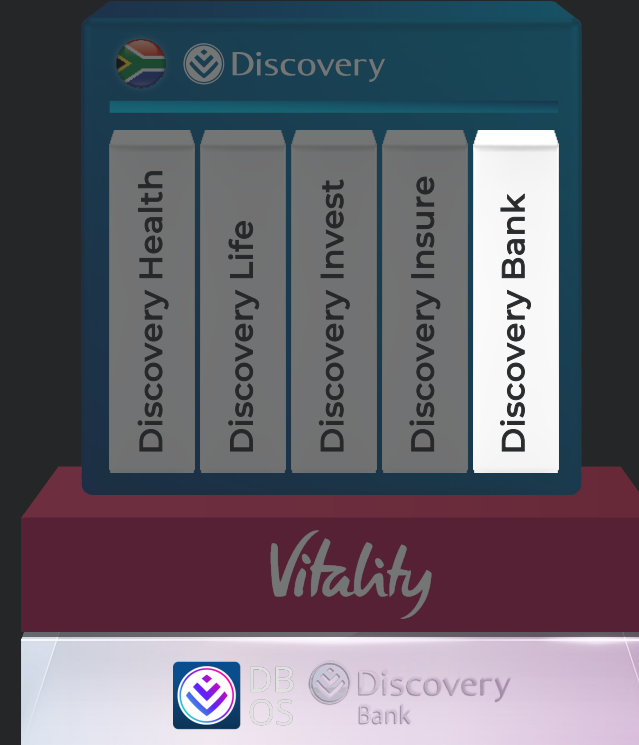 Discovery
Discovery Health
Discovery Life
Discovery Invest
Discovery Insure
Discovery Bank
Vitality
DB
OS
Discovery
Bank